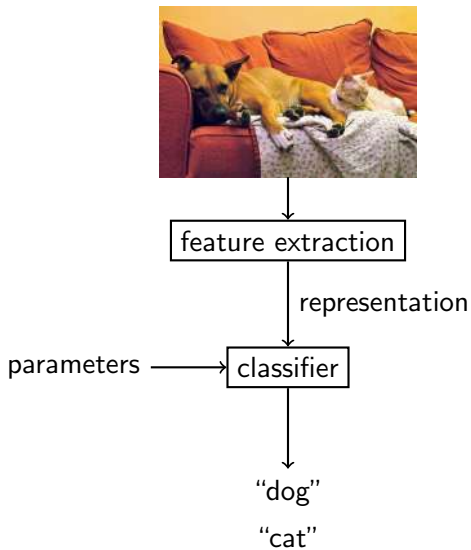 feature extraction
representation
parameters
classifier
“dog”
“cat”